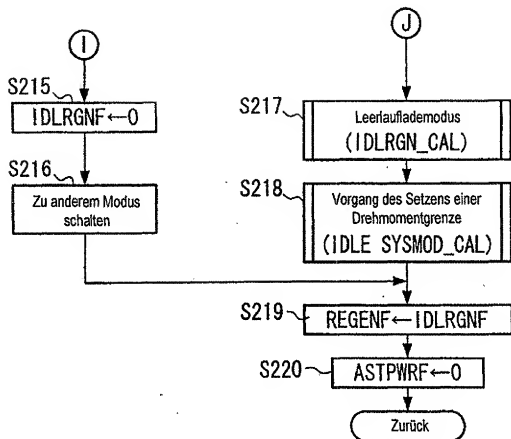 I
S215
IDLRGNF←0
S216
Zu anderem Modus
schalten
J
S217
Leerlauflademodus
(IDLRGN_CAL)
S218
Vorgang des Setzens einer
Drehmomentgrenze
(IDLE SYSMOD_CAL)
S219
REGENF←IDLRGNF
S220
ASTPWRF←0
Zurück